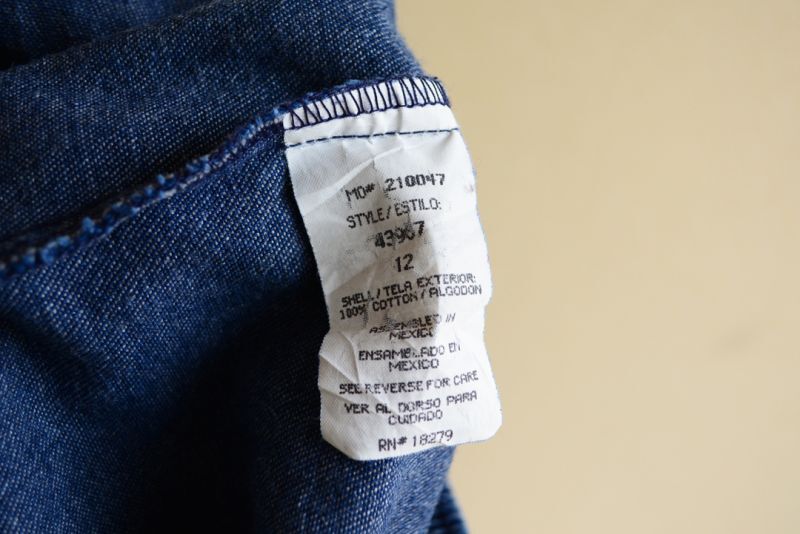 MO# 210047
STYLE/ESTILO:
43967
12
SHELL/TELA EXTERIOR:
100% COTTON/ALGODON
ASSEMBLED IN
MEXICO
ENSAMBLADO EN
MEXICO
SEE REVERSE FOR CARE
VER AL DORSO PARA
CUIDADO
RN# 18279